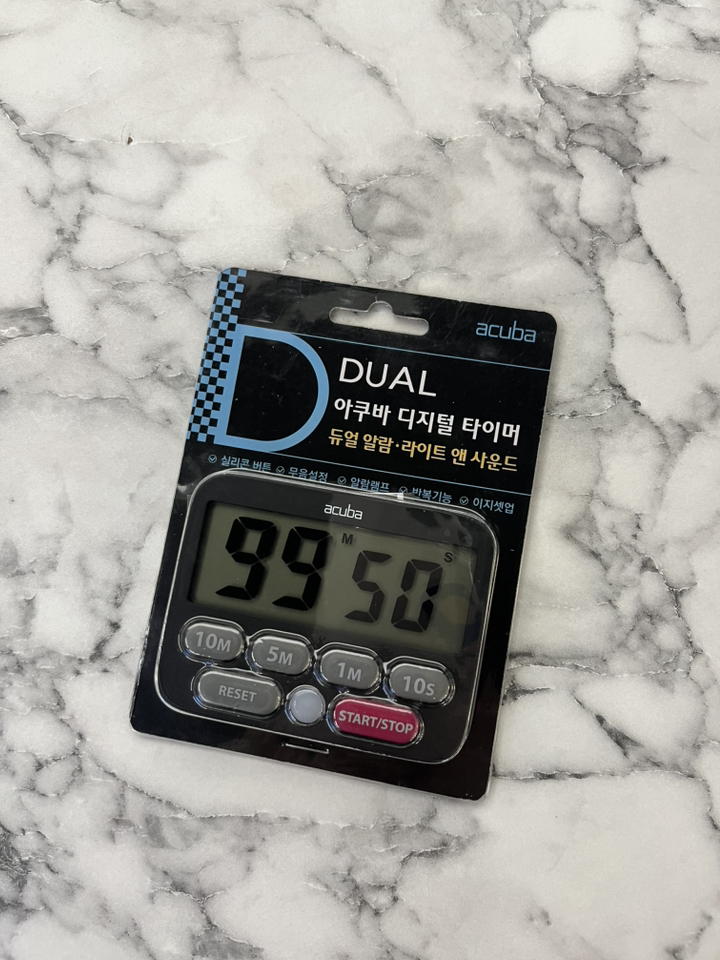 acuba
D
DUAL
아쿠바 디지털 타이머
듀얼 알람·라이트 앤 사운드
실리콘 버튼 무음설정 알람램프 반복기능 이지셋업
acuba
99 M 50 S
10M 5M 1M 10S
RESET START/STOP